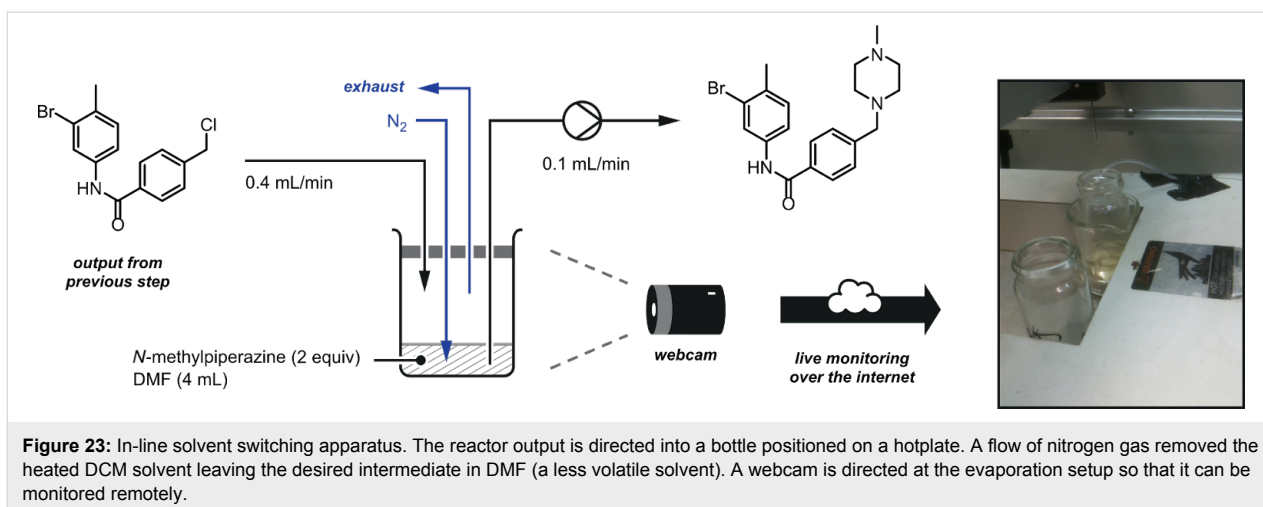 exhaust
N2
Br
Cl
HN
O
0.4 mL/min
0.1 mL/min
Br
N
N
HN
O
output from
previous step
N-methylpiperazine (2 equiv)
DMF (4 mL)
webcam
live monitoring
over the internet
Figure 23: In-line solvent switching apparatus. The reactor output is directed into a bottle positioned on a hotplate. A flow of nitrogen gas removed the
heated DCM solvent leaving the desired intermediate in DMF (a less volatile solvent). A webcam is directed at the evaporation setup so that it can be
monitored remotely.